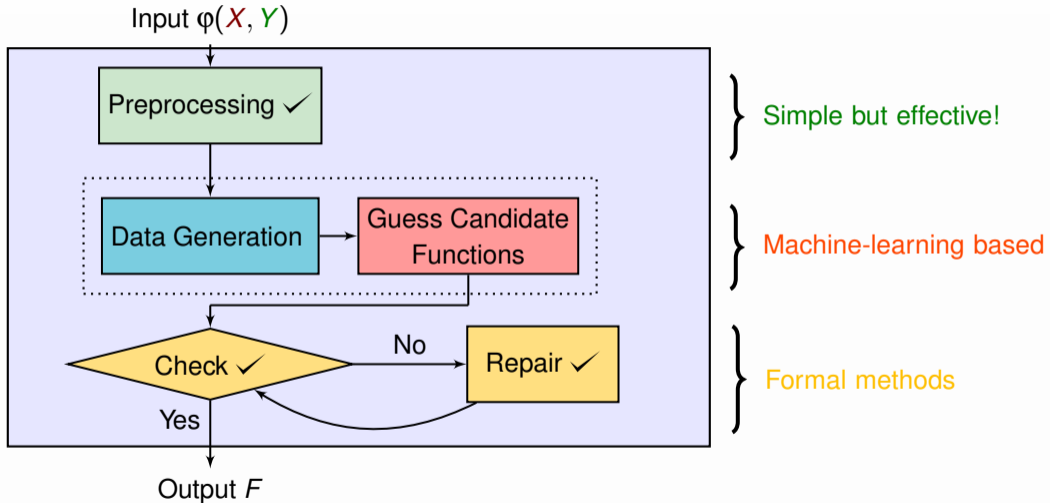 Input φ(X, Y)
Preprocessing ✓
Simple but effective!
Data Generation
Guess Candidate
Functions
Machine-learning based
Check ✓
No
Repair ✓
Formal methods
Yes
Output F